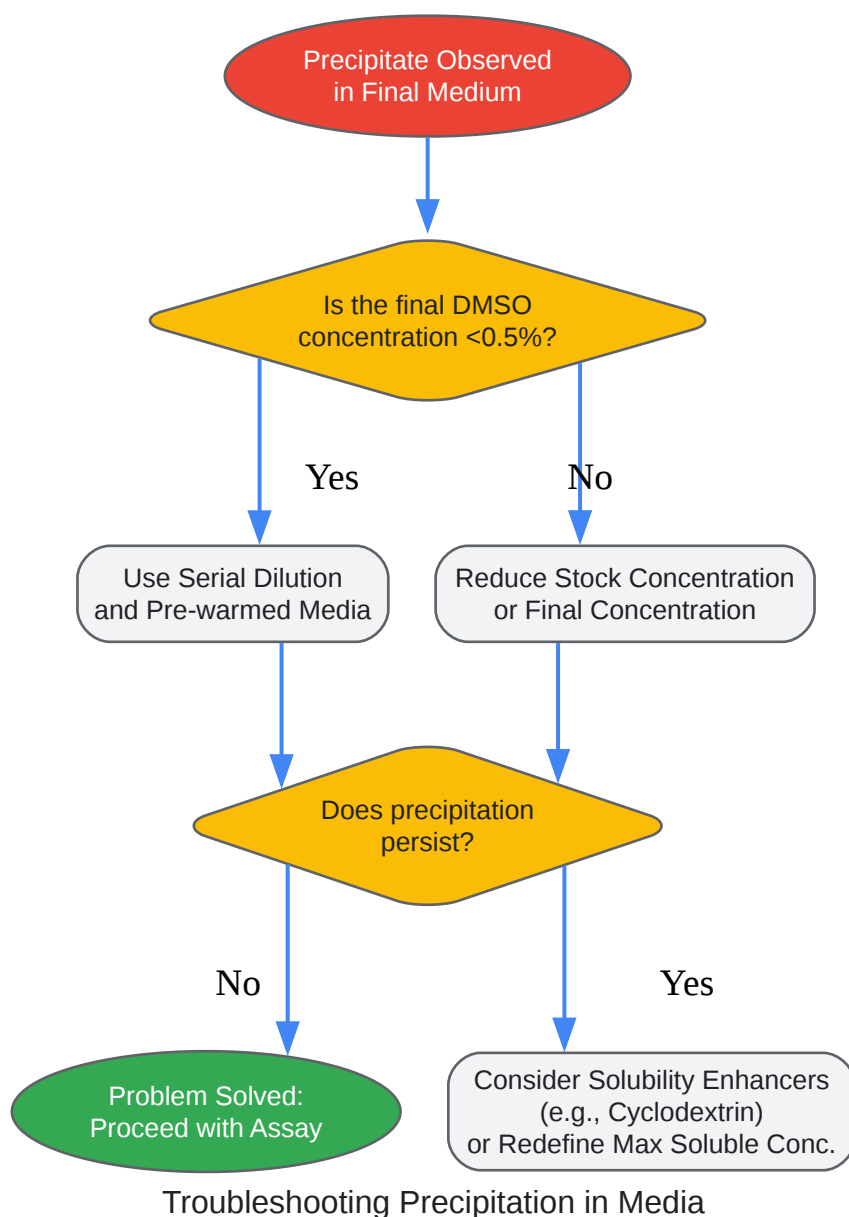 Precipitate Observed
in Final Medium
Is the final DMSO
concentration <0.5%?
Yes
No
Use Serial Dilution
and Pre-warmed Media
Reduce Stock Concentration
or Final Concentration
Does precipitation
persist?
No
Yes
Problem Solved:
Proceed with Assay
Consider Solubility Enhancers
(e.g., Cyclodextrin)
or Redefine Max Soluble Conc.
Troubleshooting Precipitation in Media